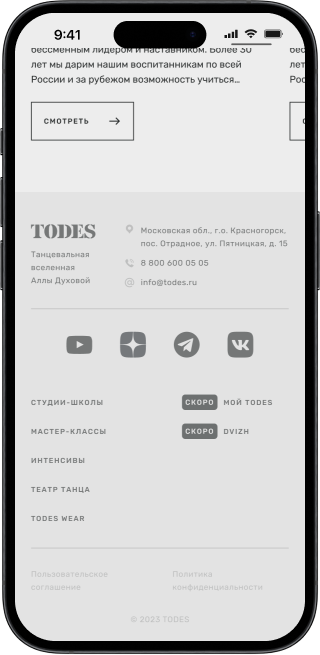 9:41
бессменным лидером и наставником. Более 30
лет мы дарим нашим воспитанникам по всей
России и за рубежом возможность учиться...
бес
лет
Рос
СМОТРЕТЬ
TODES
Танцевальная
вселенная
Аллы Духовой
Московская обл., г.о. Красногорск,
пос. Отрадное, ул. Пятницкая, д. 15
8 800 600 05 05
info@todes.ru
СТУДИИ-ШКОЛЫ
СКОРО МОЙ TODES
МАСТЕР-КЛАССЫ
СКОРО DVIZH
ИНТЕНСИВЫ
ТЕАТР ТАНЦА
TODES WEAR
Пользовательское
соглашение
Политика
конфиденциальности
© 2023 TODES